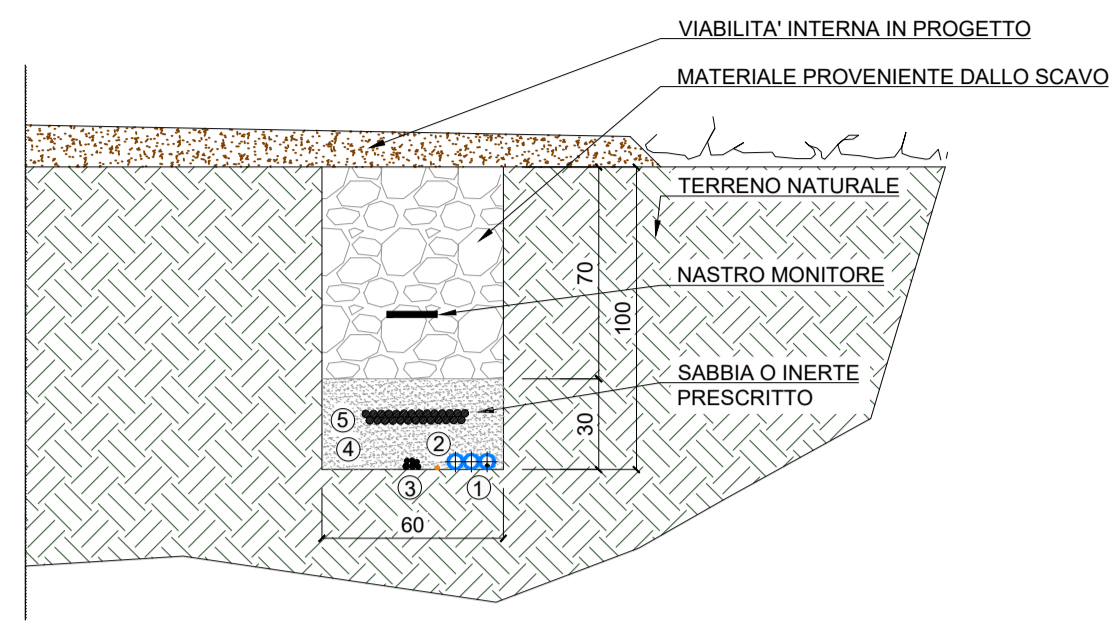 VIABILITA' INTERNA IN PROGETTO
MATERIALE PROVENIENTE DALLO SCAVO
TERRENO NATURALE
70
NASTRO MONITORE
100
SABBIA O INERTE
PRESCRITTO
30
5
2
4
3
1
60